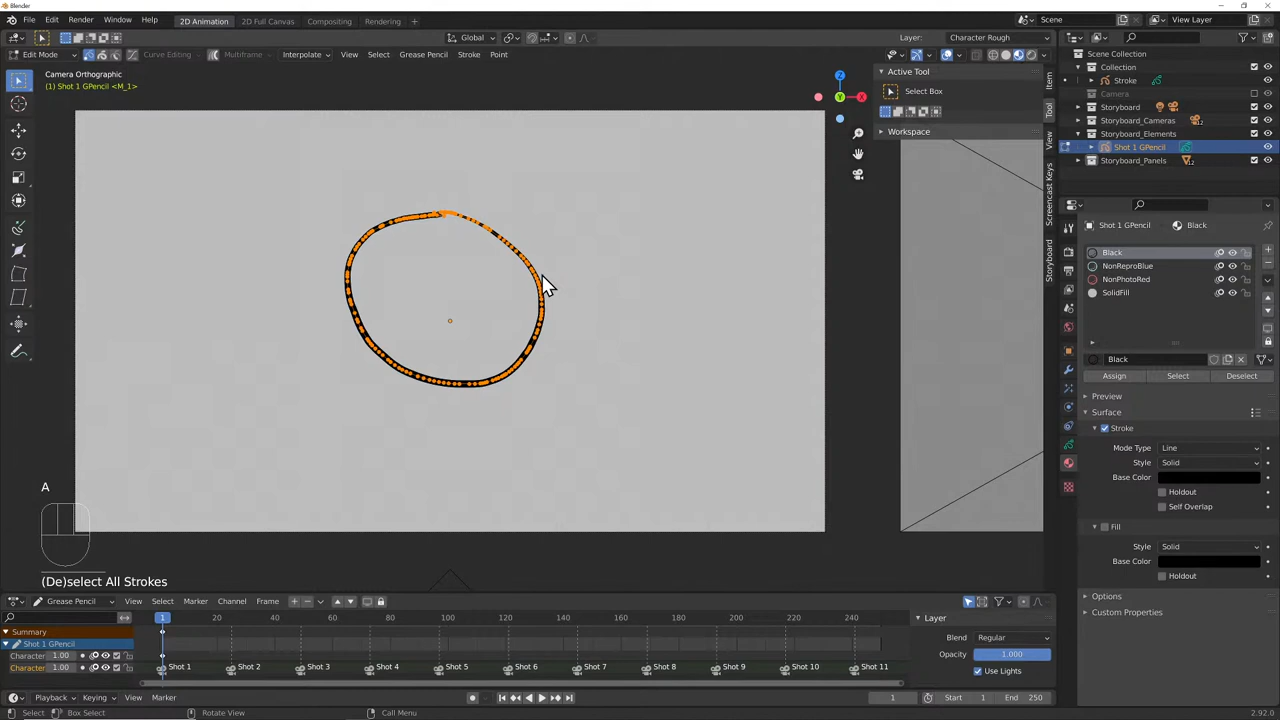 Blender
File Edit Render Window Help 2D Animation 2D Full Canvas Compositing Rendering Scene View Layer
Global Layer: Character Rough
Edit Mode Curve Editing Multiframe Interpolate View Select Grease Pencil Stroke Point
Camera Orthographic
(1) Shot 1 GPencil <M_1>
Z
Y
X
Active Tool
Select Box
Workspace
Item
Tool
View
Screencast Keys
Storyboard
Scene Collection
Collection
Stroke
Camera
Storyboard
Storyboard_Cameras 12
Storyboard_Elements
Shot 1 GPencil
Storyboard_Panels 12
Shot 1 GPencil Black
Black
NonReproBlue
NonPhotoRed
SolidFill
Black
Assign Select Deselect
Preview
Surface
Stroke
Mode Type Line
Style Solid
Base Color
Holdout
Self Overlap
Fill
Style Solid
Base Color
Holdout
Options
Custom Properties
A
(De)select All Strokes
Grease Pencil View Select Marker Channel Frame
1 20 40 60 80 100 120 140 160 180 200 220 240
Summary
Shot 1 GPencil
Character 1.00
Character 1.00
Shot 1 Shot 2 Shot 3 Shot 4 Shot 5 Shot 6 Shot 7 Shot 8 Shot 9 Shot 10 Shot 11
Layer
Blend Regular
Opacity 1.000
Use Lights
Playback Keying View Marker 1 Start 1 End 250
Select Box Select Rotate View Call Menu 2.92.0